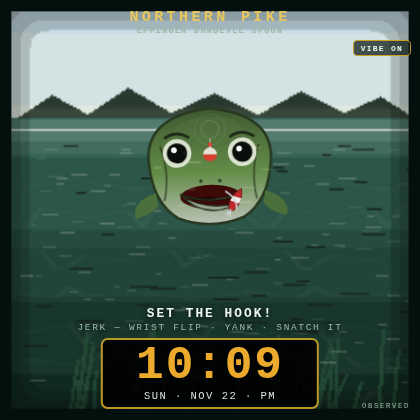 NORTHERN PIKE
EPPINGER DARDEVLE SPOON
VIBE ON
SET THE HOOK!
JERK — WRIST FLIP · YANK · SNATCH IT
10:09
SUN · NOV 22 · PM
OBSERVED